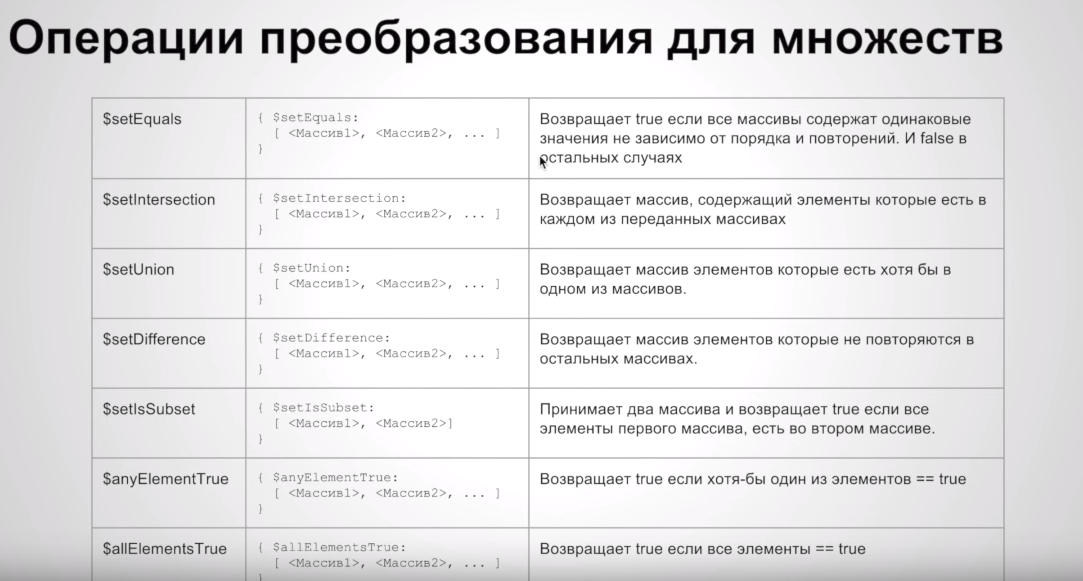 Операции преобразования для множеств
$setEquals
{ $setEquals:
[ <Массив1>, <Массив2>, ... ]
}
Возвращает true если все массивы содержат одинаковые
значения не зависимо от порядка и повторений. И false в
остальных случаях
$setIntersection
{ $setIntersection:
[ <Массив1>, <Массив2>, ... ]
}
Возвращает массив, содержащий элементы которые есть в
каждом из переданных массивах
$setUnion
{ $setUnion:
[ <Массив1>, <Массив2>, ... ]
}
Возвращает массив элементов которые есть хотя бы в
одном из массивов.
$setDifference
{ $setDifference:
[ <Массив1>, <Массив2>, ... ]
}
Возвращает массив элементов которые не повторяются в
остальных массивах.
$setIsSubset
{ $setIsSubset:
[ <Массив1>, <Массив2>]
}
Принимает два массива и возвращает true если все
элементы первого массива, есть во втором массиве.
$anyElementTrue
{ $anyElementTrue:
[ <Массив1>, <Массив2>, ... ]
}
Возвращает true если хотя-бы один из элементов == true
$allElementsTrue
{ $allElementsTrue:
[ <Массив1>, <Массив2>, ... ]
}
Возвращает true если все элементы == true